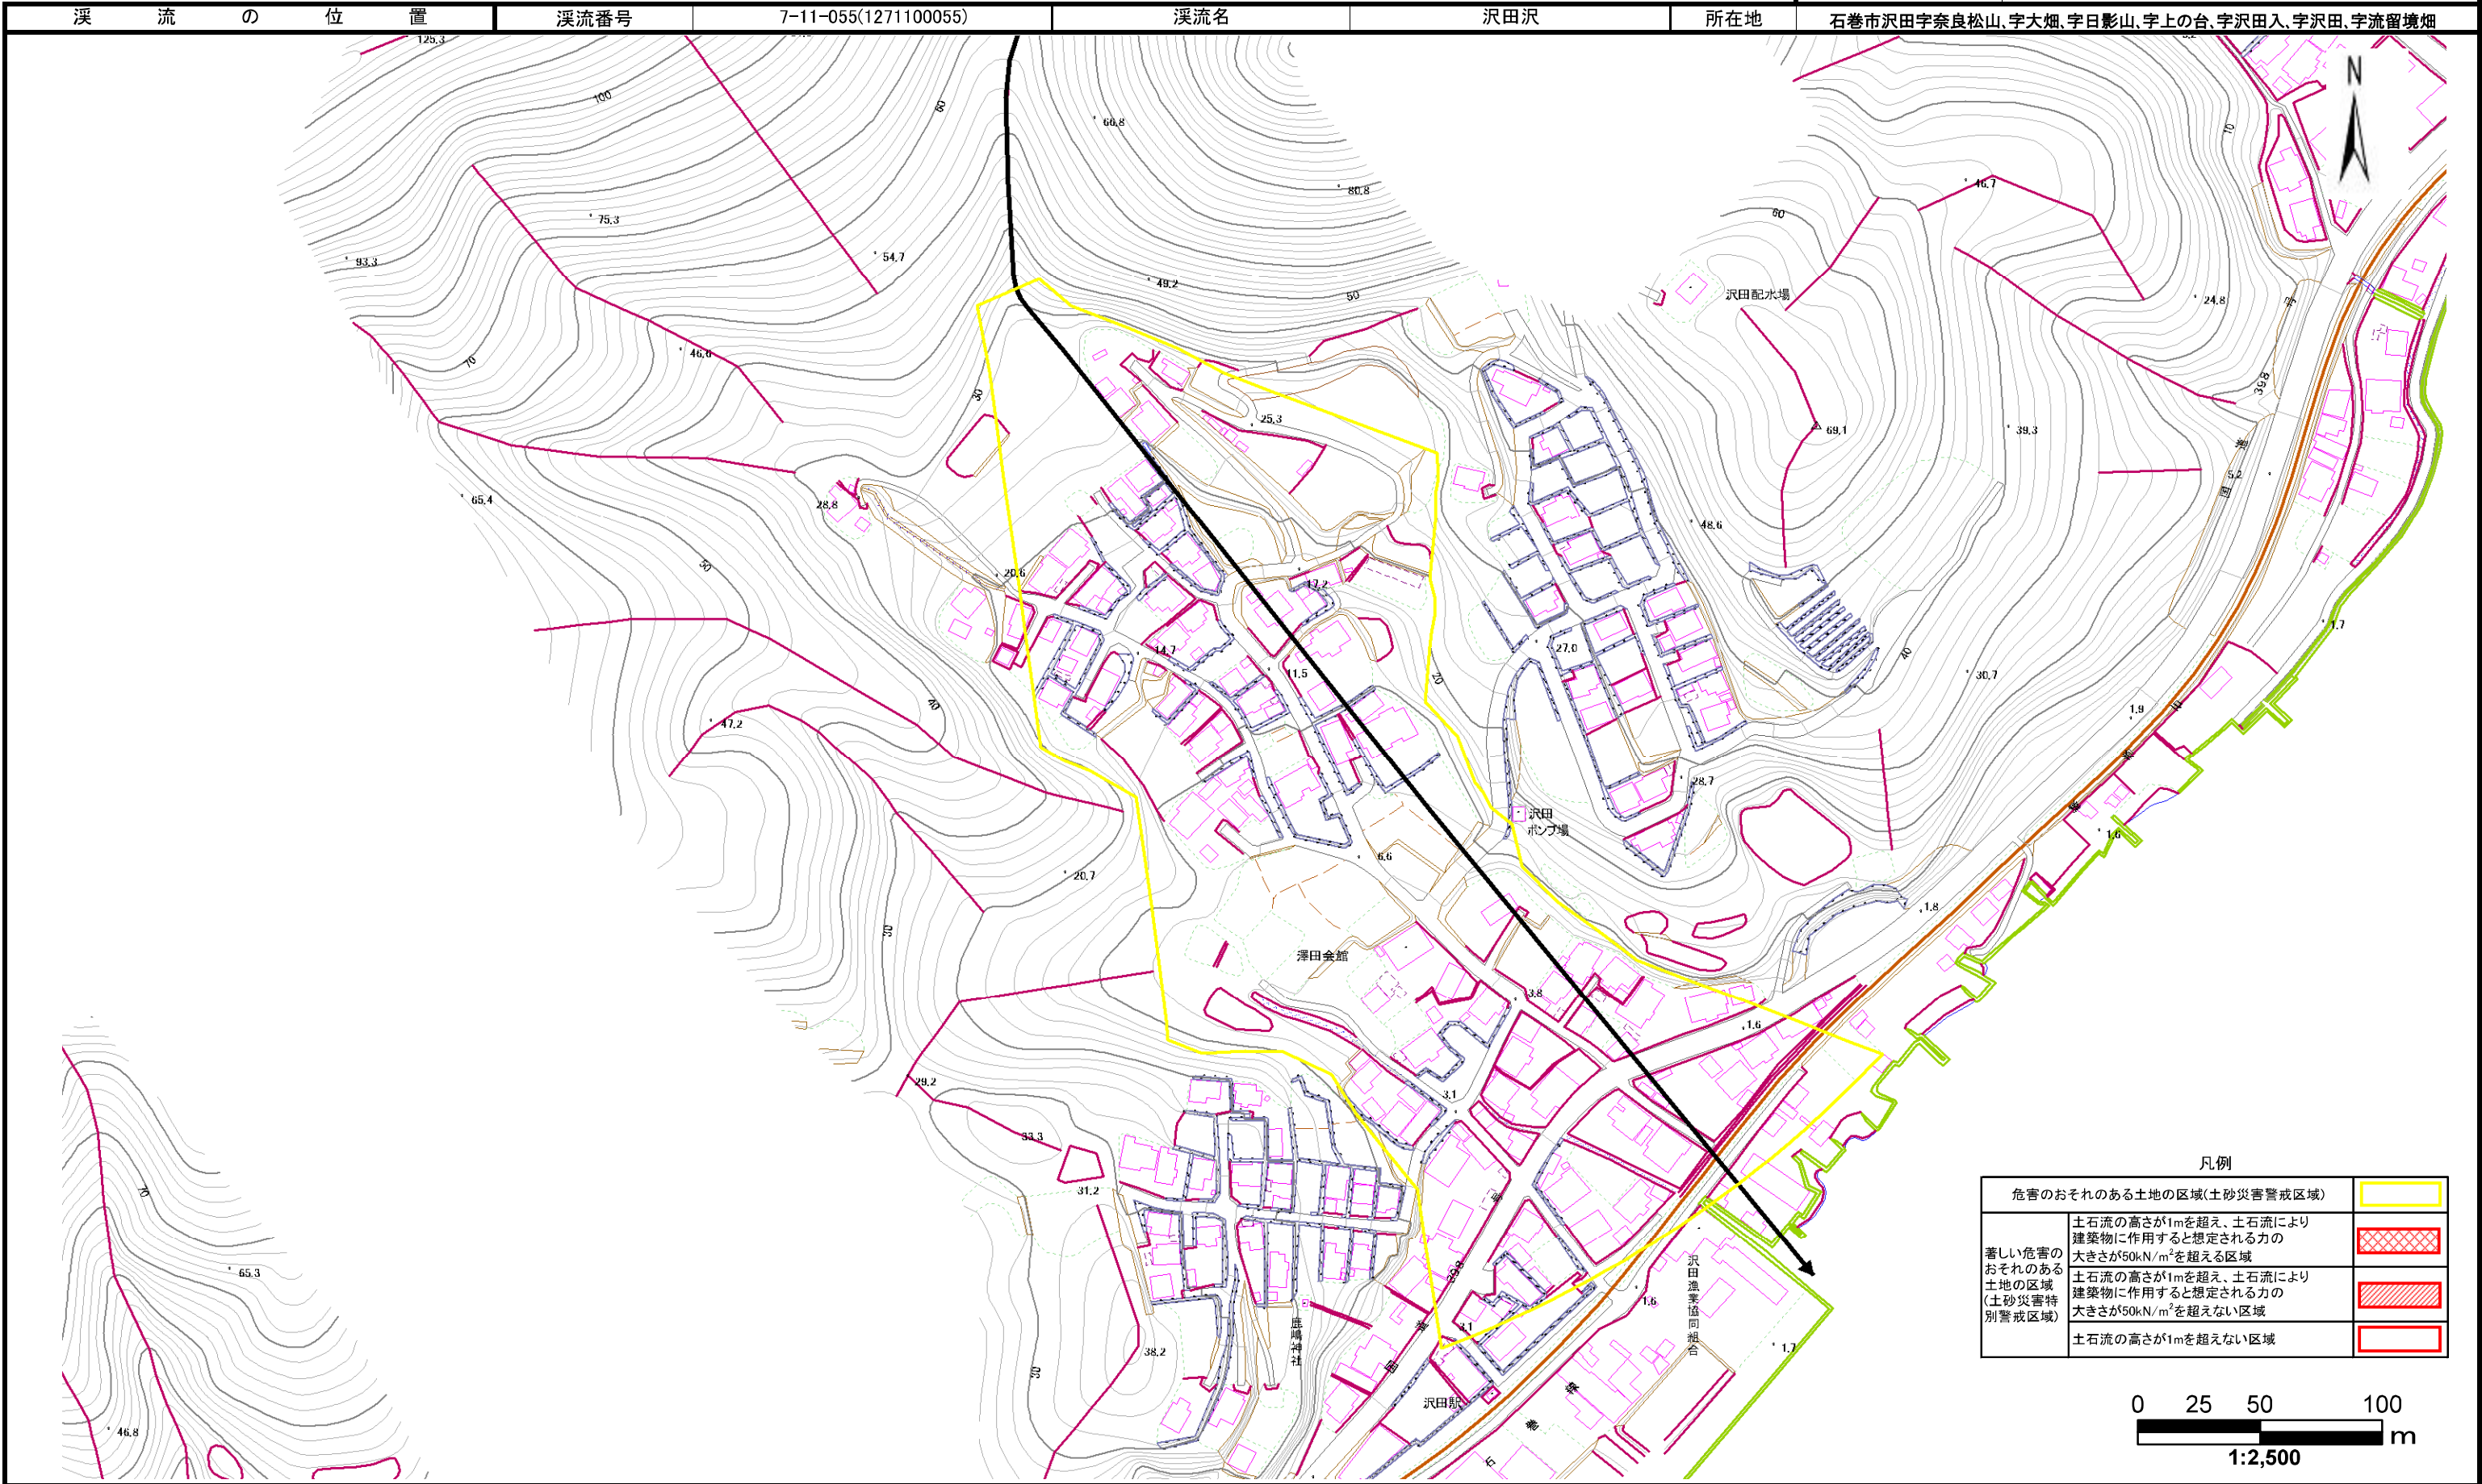 渓流の位置 渓流番号 7-11-055(1271100055) 渓流名 沢田沢 所在地 石巻市沢田字奈良松山、字大畑、字日影山、字上の台、字沢田入、字沢田、字流留境畑
125.3
100
60
66.8
80.8
75.3
93.3
54.7
49.2
50
N
10
46.7
60
沢田配水場
24.8
70
46.6
30
25.3
69.1
39.3
39.8
国道
5.2
65.4
28.8
48.6
50
20.6
17.2
14.7
11.5
27.0
20
40
30.7
1.7
1.9
47.2
40
28.7
沢田
ポンプ場
6.6
1.6
20.7
30
1.8
澤田会館
3.8
1.6
29.2
3.1
33.3
31.2
70
65.3
38.2
30
46.8
鹿嶋神社
39.8
国道
3.1
1.6
沢田漁業協同組合
1.7
沢田駅
石巻線
凡例
危害のおそれのある土地の区域(土砂災害警戒区域)
著しい危害の
おそれのある
土地の区域
(土砂災害特
別警戒区域)
土石流の高さが1mを超え、土石流により
建築物に作用すると想定される力の
大きさが50kN/m²を超える区域
土石流の高さが1mを超え、土石流により
建築物に作用すると想定される力の
大きさが50kN/m²を超えない区域
土石流の高さが1mを超えない区域
0 25 50 100
m
1:2,500